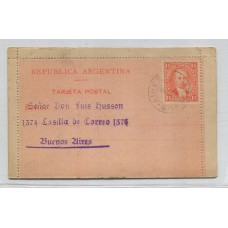 REPUBLICA ARGENTINA
TARJETA POSTAL
Señor Don Luis Husson
1374 Casilla de Correo 1374
Buenos Aires